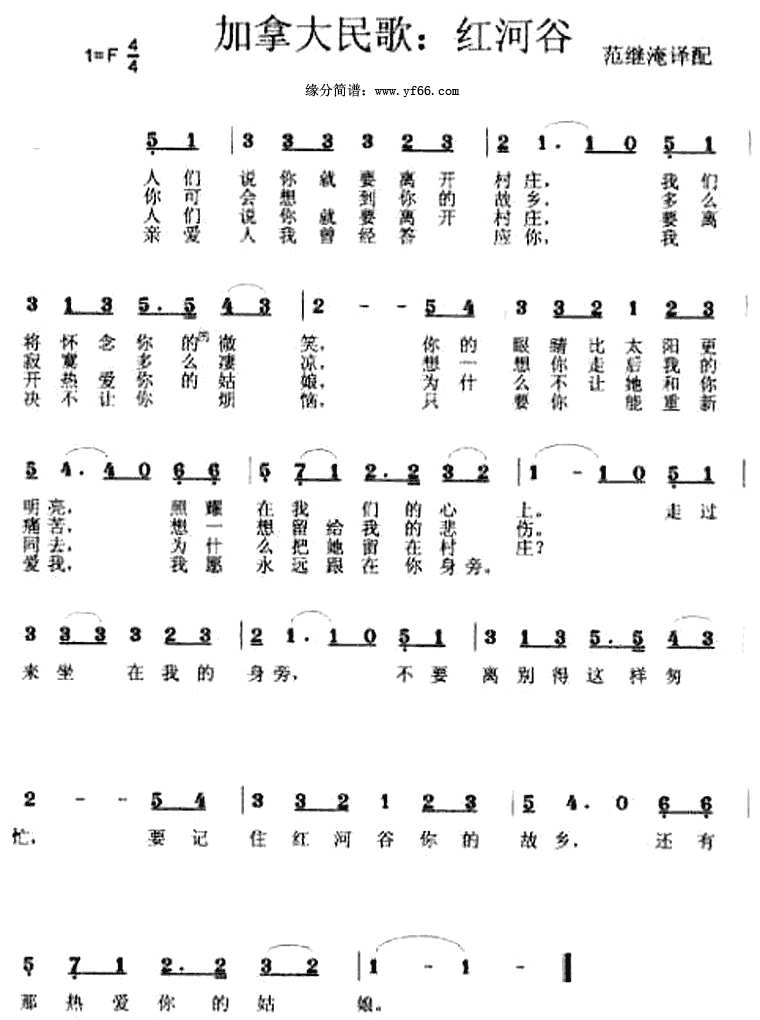 加拿大民歌：红河谷
1=F 4/4
范继淹译配
缘分简谱：www.yf66.com
5 1 | 3 3 3 3 2 3 | 2 1 . 1 0 5 1 |
人们 说你就要离开 村庄， 我们
你可 会想到你的 故乡， 多么
人们 说你就要离开 村庄， 要离
亲爱 人我曾经答 应你， 我
3 1 3 5 . 5 4 3 | 2 - - 5 4 | 3 3 2 1 2 3
将怀念你的微 笑， 你的 眼睛比太阳更
寂寞多么凄 凉， 想一 想你走后我的
开热爱你的姑 娘， 为什 么不让她和你
决不让你烦 恼， 只 要你能重新
5 4 . 4 0 6 6 | 5 7 1 2 . 2 3 2 | 1 - 1 0 5 1 |
明亮， 照耀 在我们的心 上。 走过
痛苦， 想一 想留给我的悲 伤。
同去， 为什 么把她留在村 庄？
爱我， 我愿 永远跟在你身旁。
3 3 3 3 2 3 | 2 1 . 1 0 5 1 | 3 1 3 5 . 5 4 3 |
来坐 在我的 身旁， 不要 离别得这样匆
2 - - 5 4 | 3 3 2 1 2 3 | 5 4 . 0 6 6 |
忙， 要记 住红河谷你的 故乡， 还有
5 7 1 2 . 2 3 2 | 1 - 1 -
那热爱你的姑 娘。